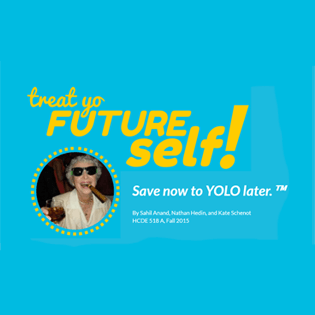 treat yo
FUTURE
self!
Save now to YOLO later.™
By Sahil Anand, Nathan Hedin, and Kate Schenot
HCDE 518 A, Fall 2015